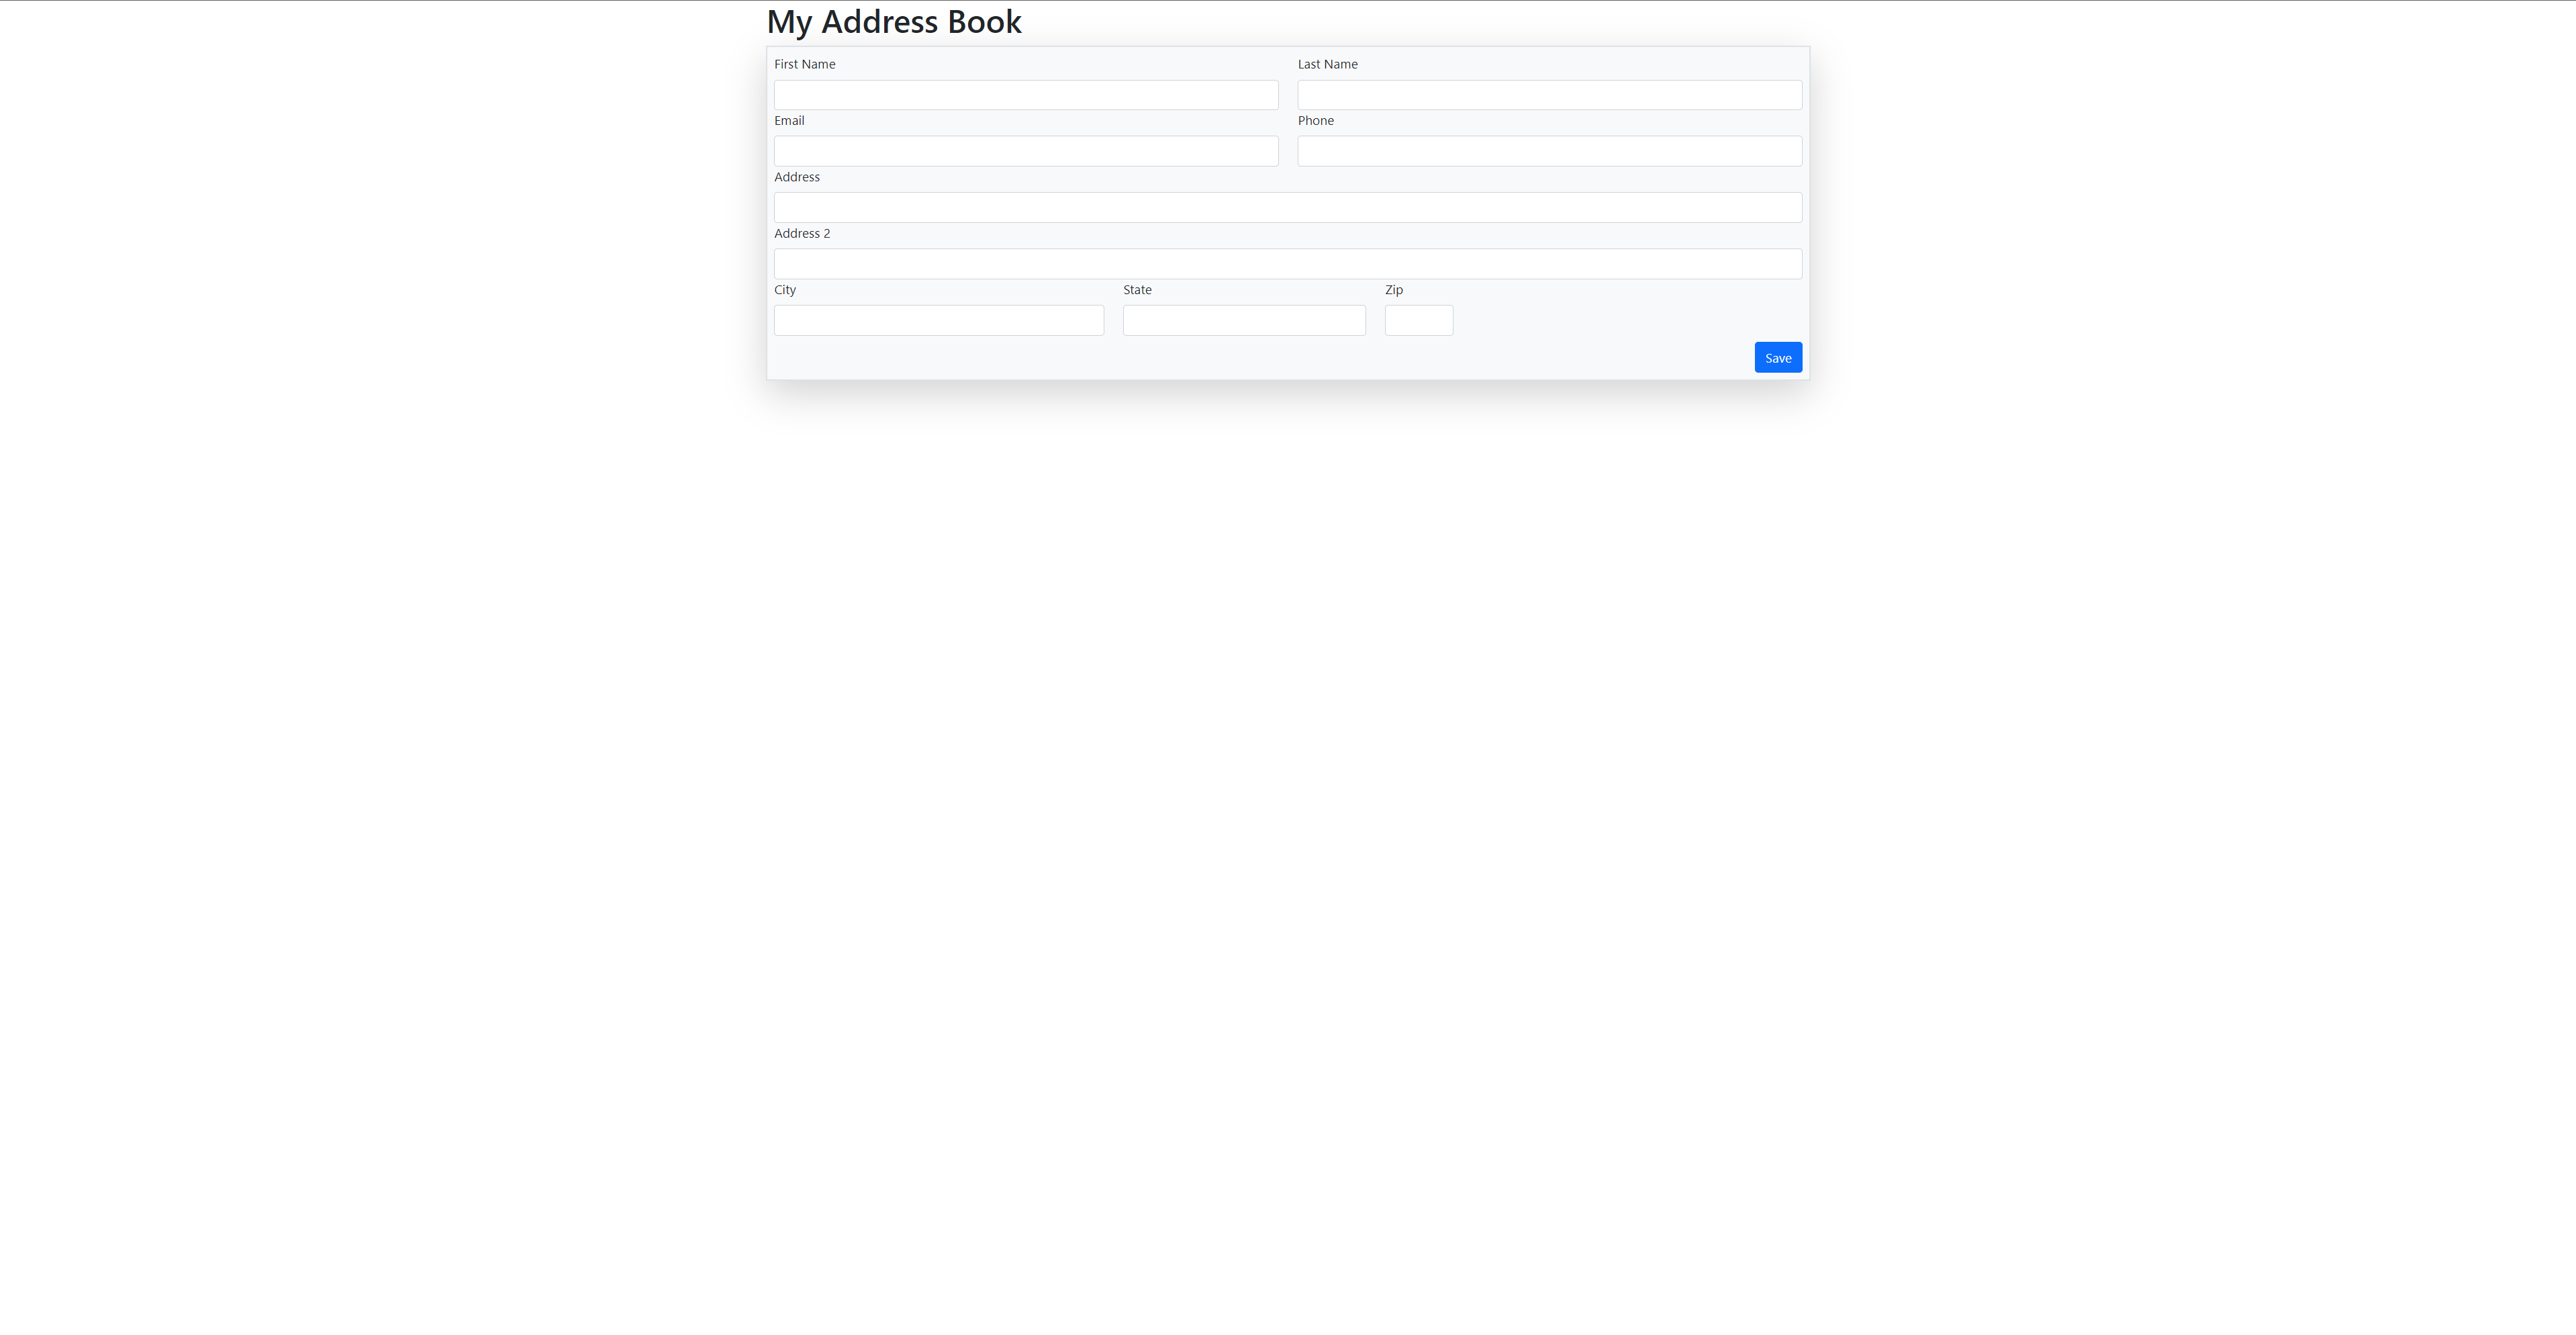 My Address Book
First Name Last Name
Email Phone
Address
Address 2
City State Zip
Save